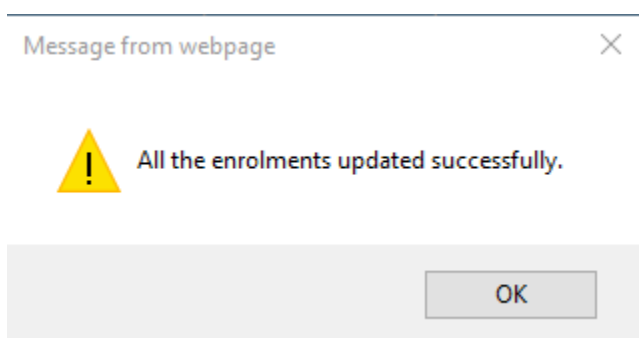 Message from webpage
All the enrolments updated successfully.
OK